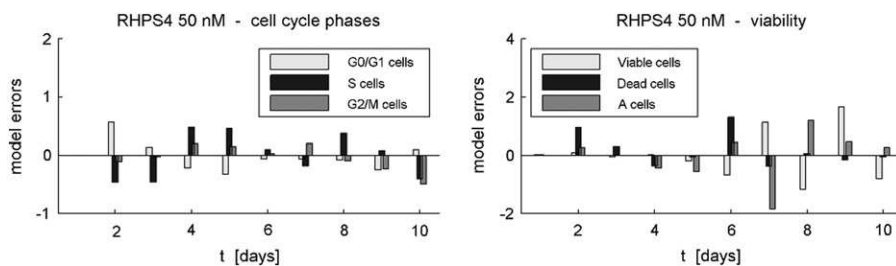 RHPS4 50 nM - cell cycle phases
2
1
0
-1
model errors
G0/G1 cells
S cells
G2/M cells
2
4
6
8
10
t [days]
RHPS4 50 nM - viability
4
2
0
-2
model errors
Viable cells
Dead cells
A cells
2
4
6
8
10
t [days]